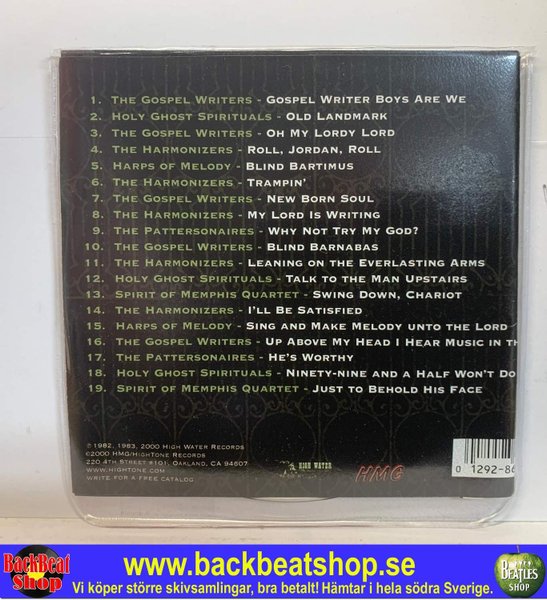 1. The Gospel Writers - Gospel Writer Boys Are We
2. Holy Ghost Spirituals - Old Landmark
3. The Gospel Writers - Oh My Lordy Lord
4. The Harmonizers - Roll, Jordan, Roll
5. Harps of Melody - Blind Bartimus
6. The Harmonizers - Trampin'
7. The Gospel Writers - New Born Soul
8. The Harmonizers - My Lord Is Writing
9. The Pattersonaires - Why Not Try My God?
10. The Gospel Writers - Blind Barnabas
11. The Harmonizers - Leaning on the Everlasting Arms
12. Holy Ghost Spirituals - Talk to the Man Upstairs
13. Spirit of Memphis Quartet - Swing Down, Chariot
14. The Harmonizers - I'll Be Satisfied
15. Harps of Melody - Sing and Make Melody unto the Lord
16. The Gospel Writers - Up Above My Head I Hear Music in th
17. The Pattersonaires - He's Worthy
18. Holy Ghost Spirituals - Ninety-nine and a Half Won't Do
19. Spirit of Memphis Quartet - Just to Behold His Face
℗ 1982, 1983, 2000 High Water Records
©2000 HMG/HighTone Records
220 4th Street #101, Oakland, CA 94607
www.hightone.com
Write for a free catalog
HIGH WATER
HMG
0 1292-86
BackBeat
Shop
www.backbeatshop.se
Vi köper större skivsamlingar, bra betalt! Hämtar i hela södra Sverige.
BEATLES
SHOP